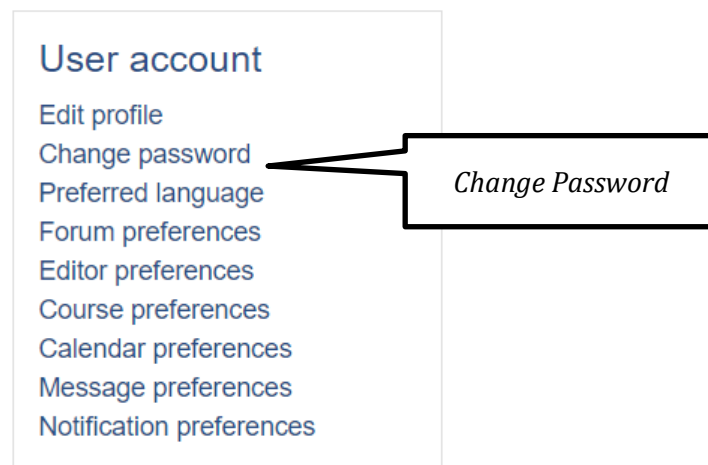 User account
Edit profile
Change password
Preferred language
Forum preferences
Editor preferences
Course preferences
Calendar preferences
Message preferences
Notification preferences
Change Password